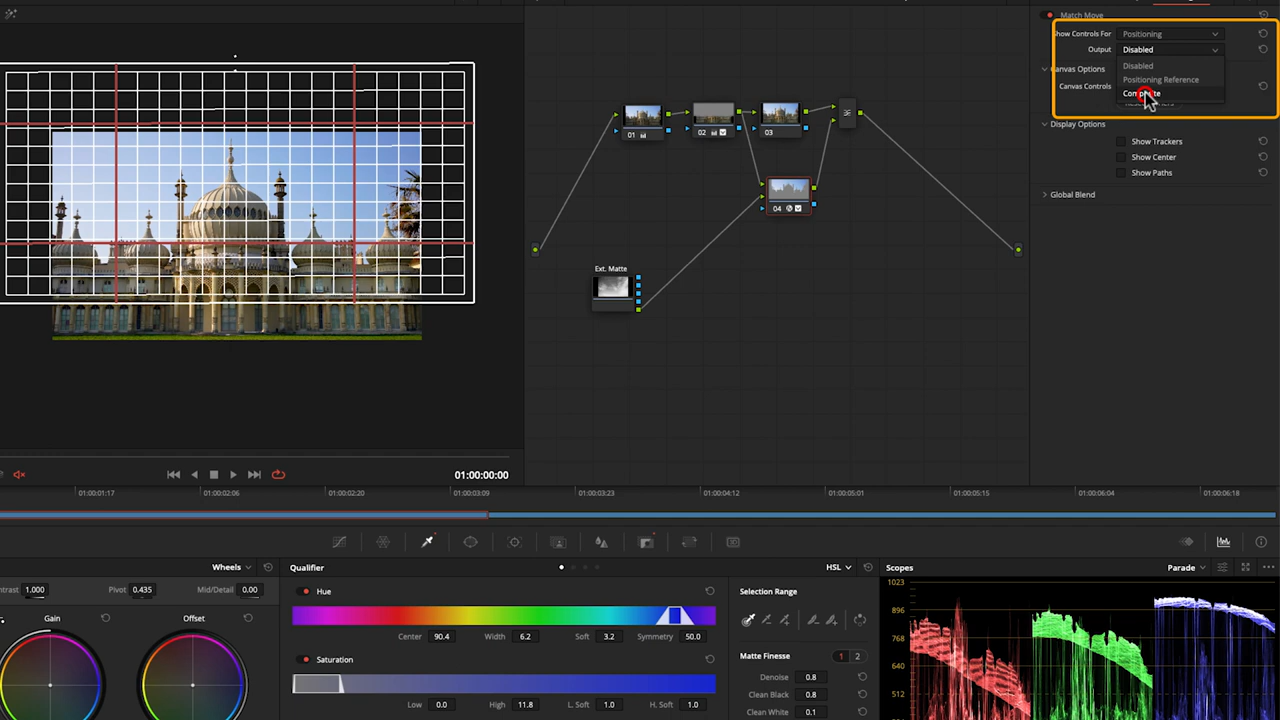 Match Move
Show Controls For Positioning
Output Disabled
Disabled
Canvas Options
Positioning Reference
Canvas Controls
Display Options
Show Trackers
Show Center
Show Paths
Global Blend
01
02
03
04
Ext. Matte
01:00:00:00
01:00:01:17
01:00:02:06
01:00:02:20
01:00:03:09
01:00:03:23
01:00:04:12
01:00:05:01
01:00:05:15
01:00:06:04
01:00:06:18
Wheels
Pivot 0.435
1.000
Mid/Detail 0.00
Gain
Offset
Qualifier
HSL
Hue
Center 90.4
Width 6.2
Soft 3.2
Symmetry 50.0
Saturation
Low 0.0
High 11.8
L. Soft 1.0
H. Soft 1.0
Selection Range
Matte Finesse
1 2
Denoise 0.8
Clean Black 0.8
Clean White 0.1
Scopes
Parade
1023
896
768
640
512